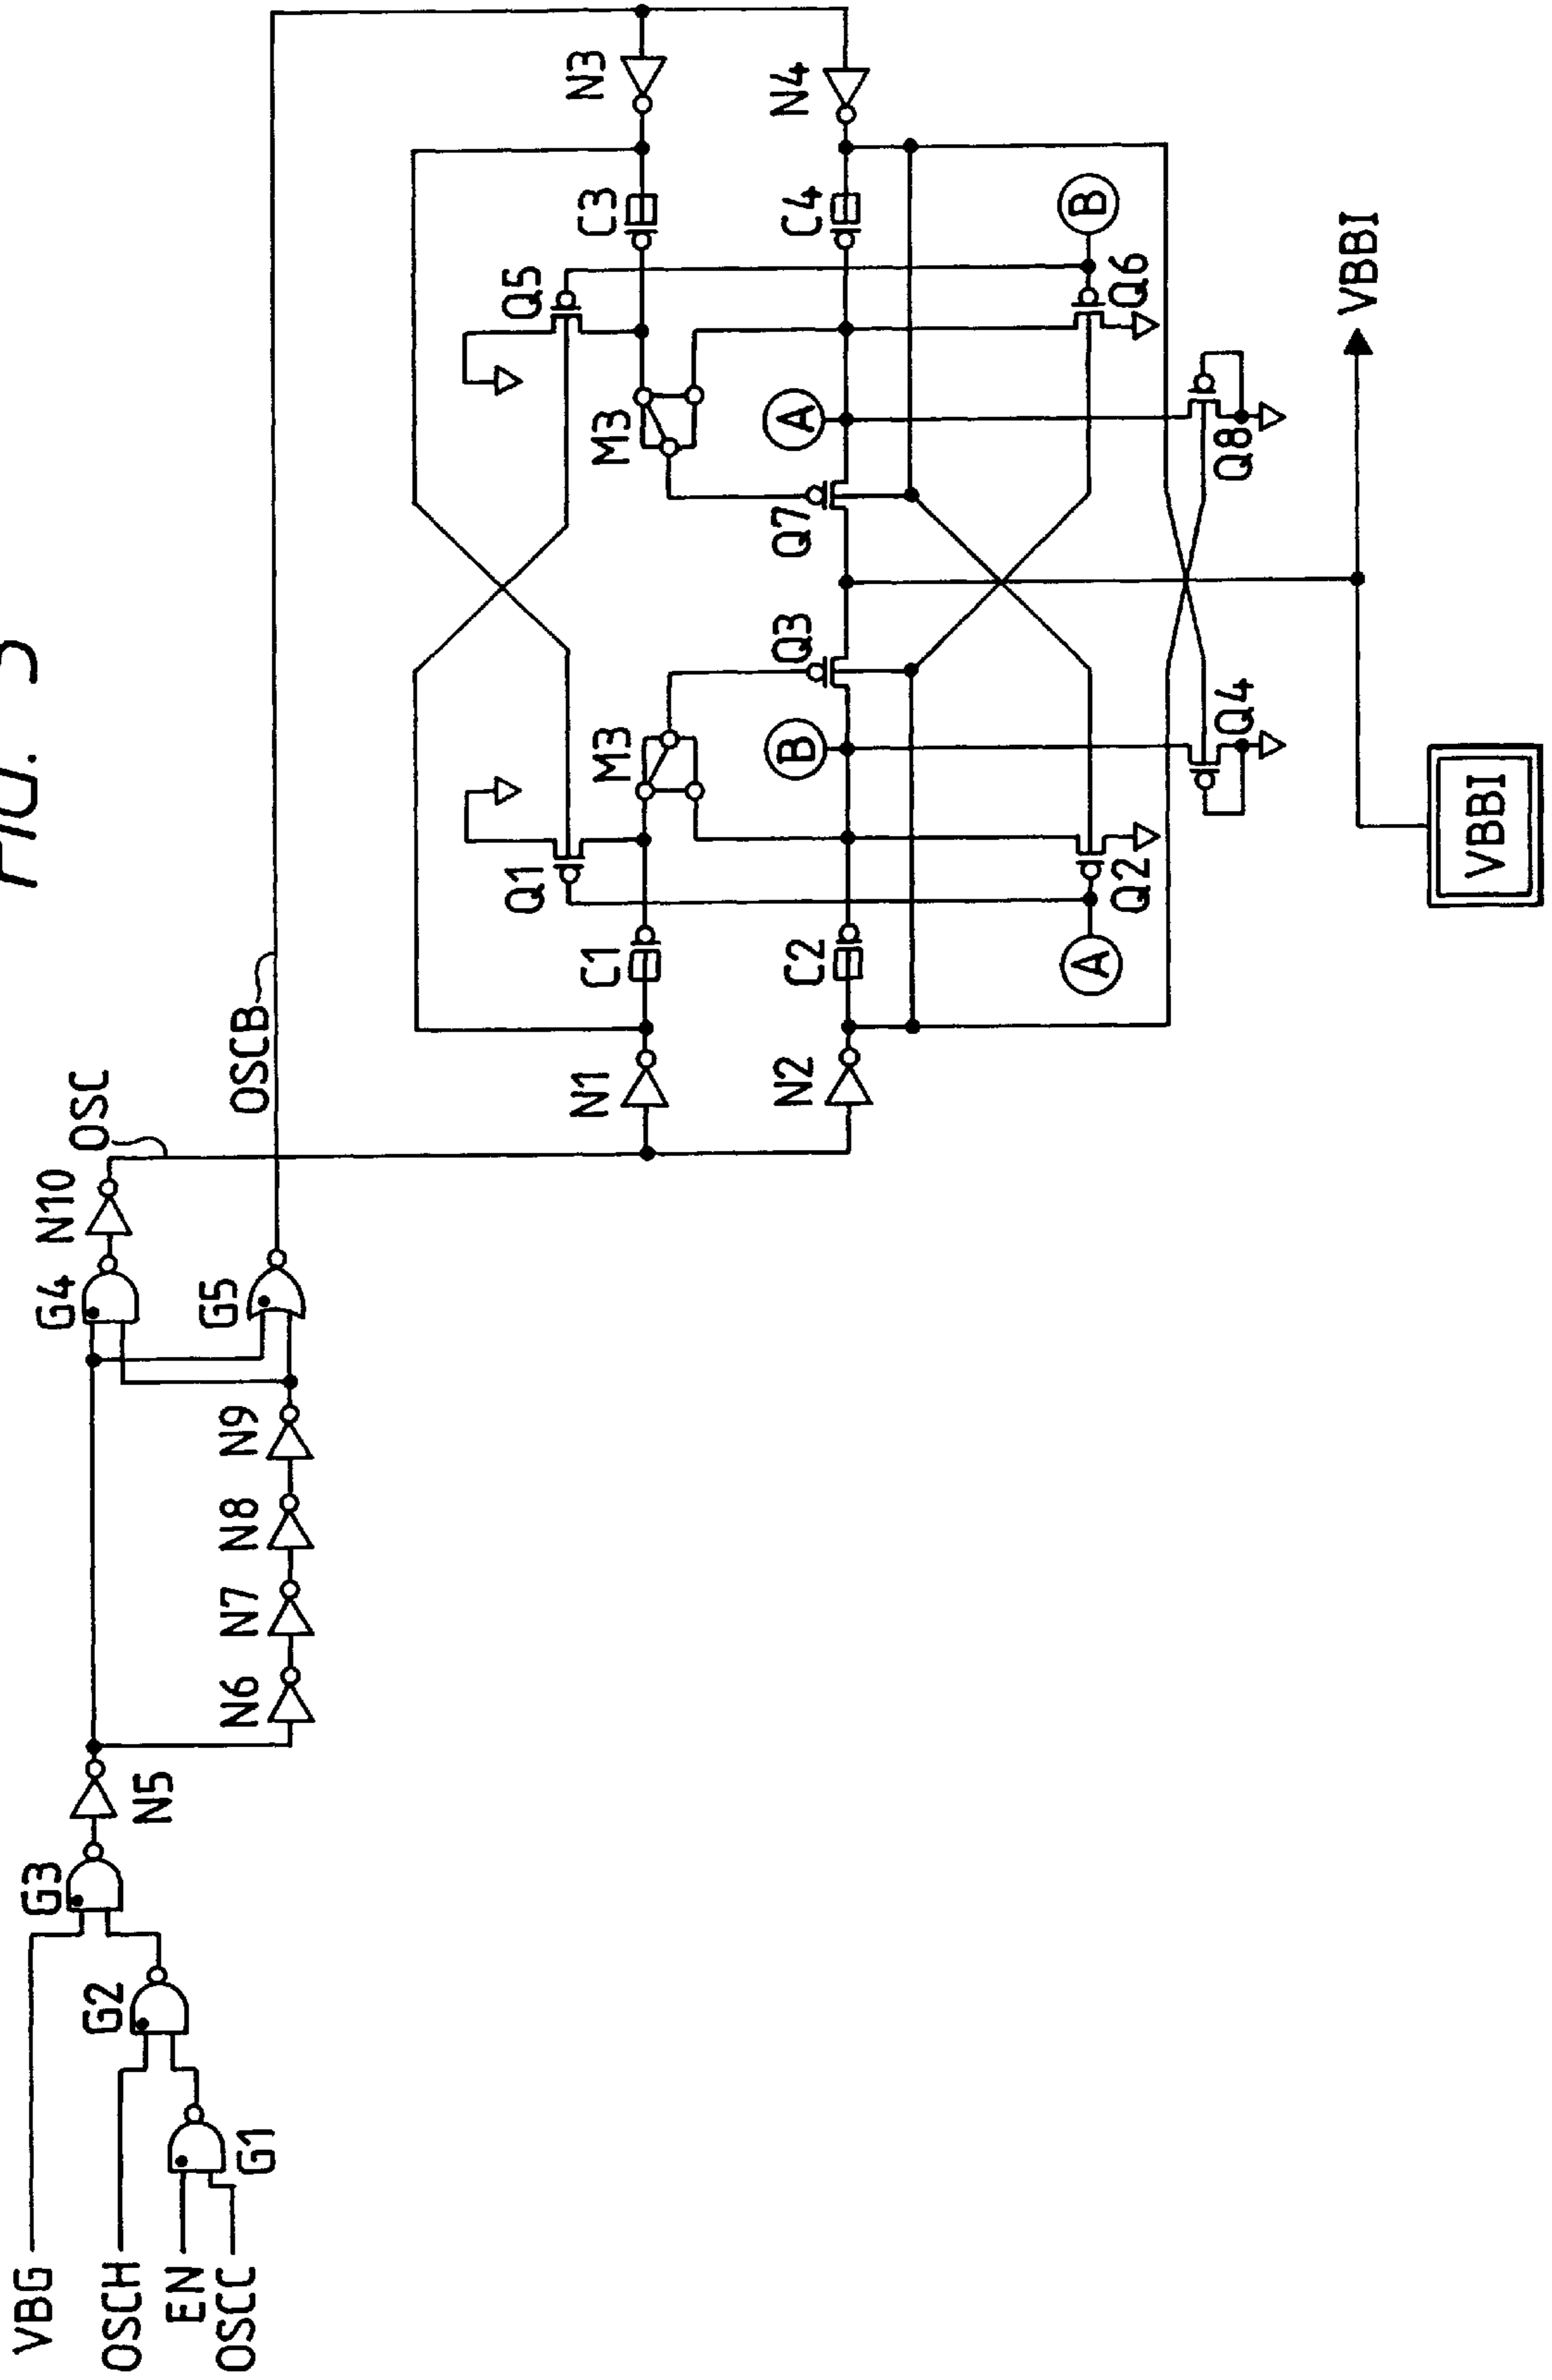 FIG.
VBG
OSCH
EN
OSCC
G1
G2
G3
N5
N6
N7
N8
N9
G4
G5
N10
OSC
OSCB
N1
C1
Q1
M3
M3
Q5
C3
N3
N2
C2
B
Q3
Q7
A
C4
N4
A
Q2
Q4
Q8
Q6
B
VBBI
VBBI